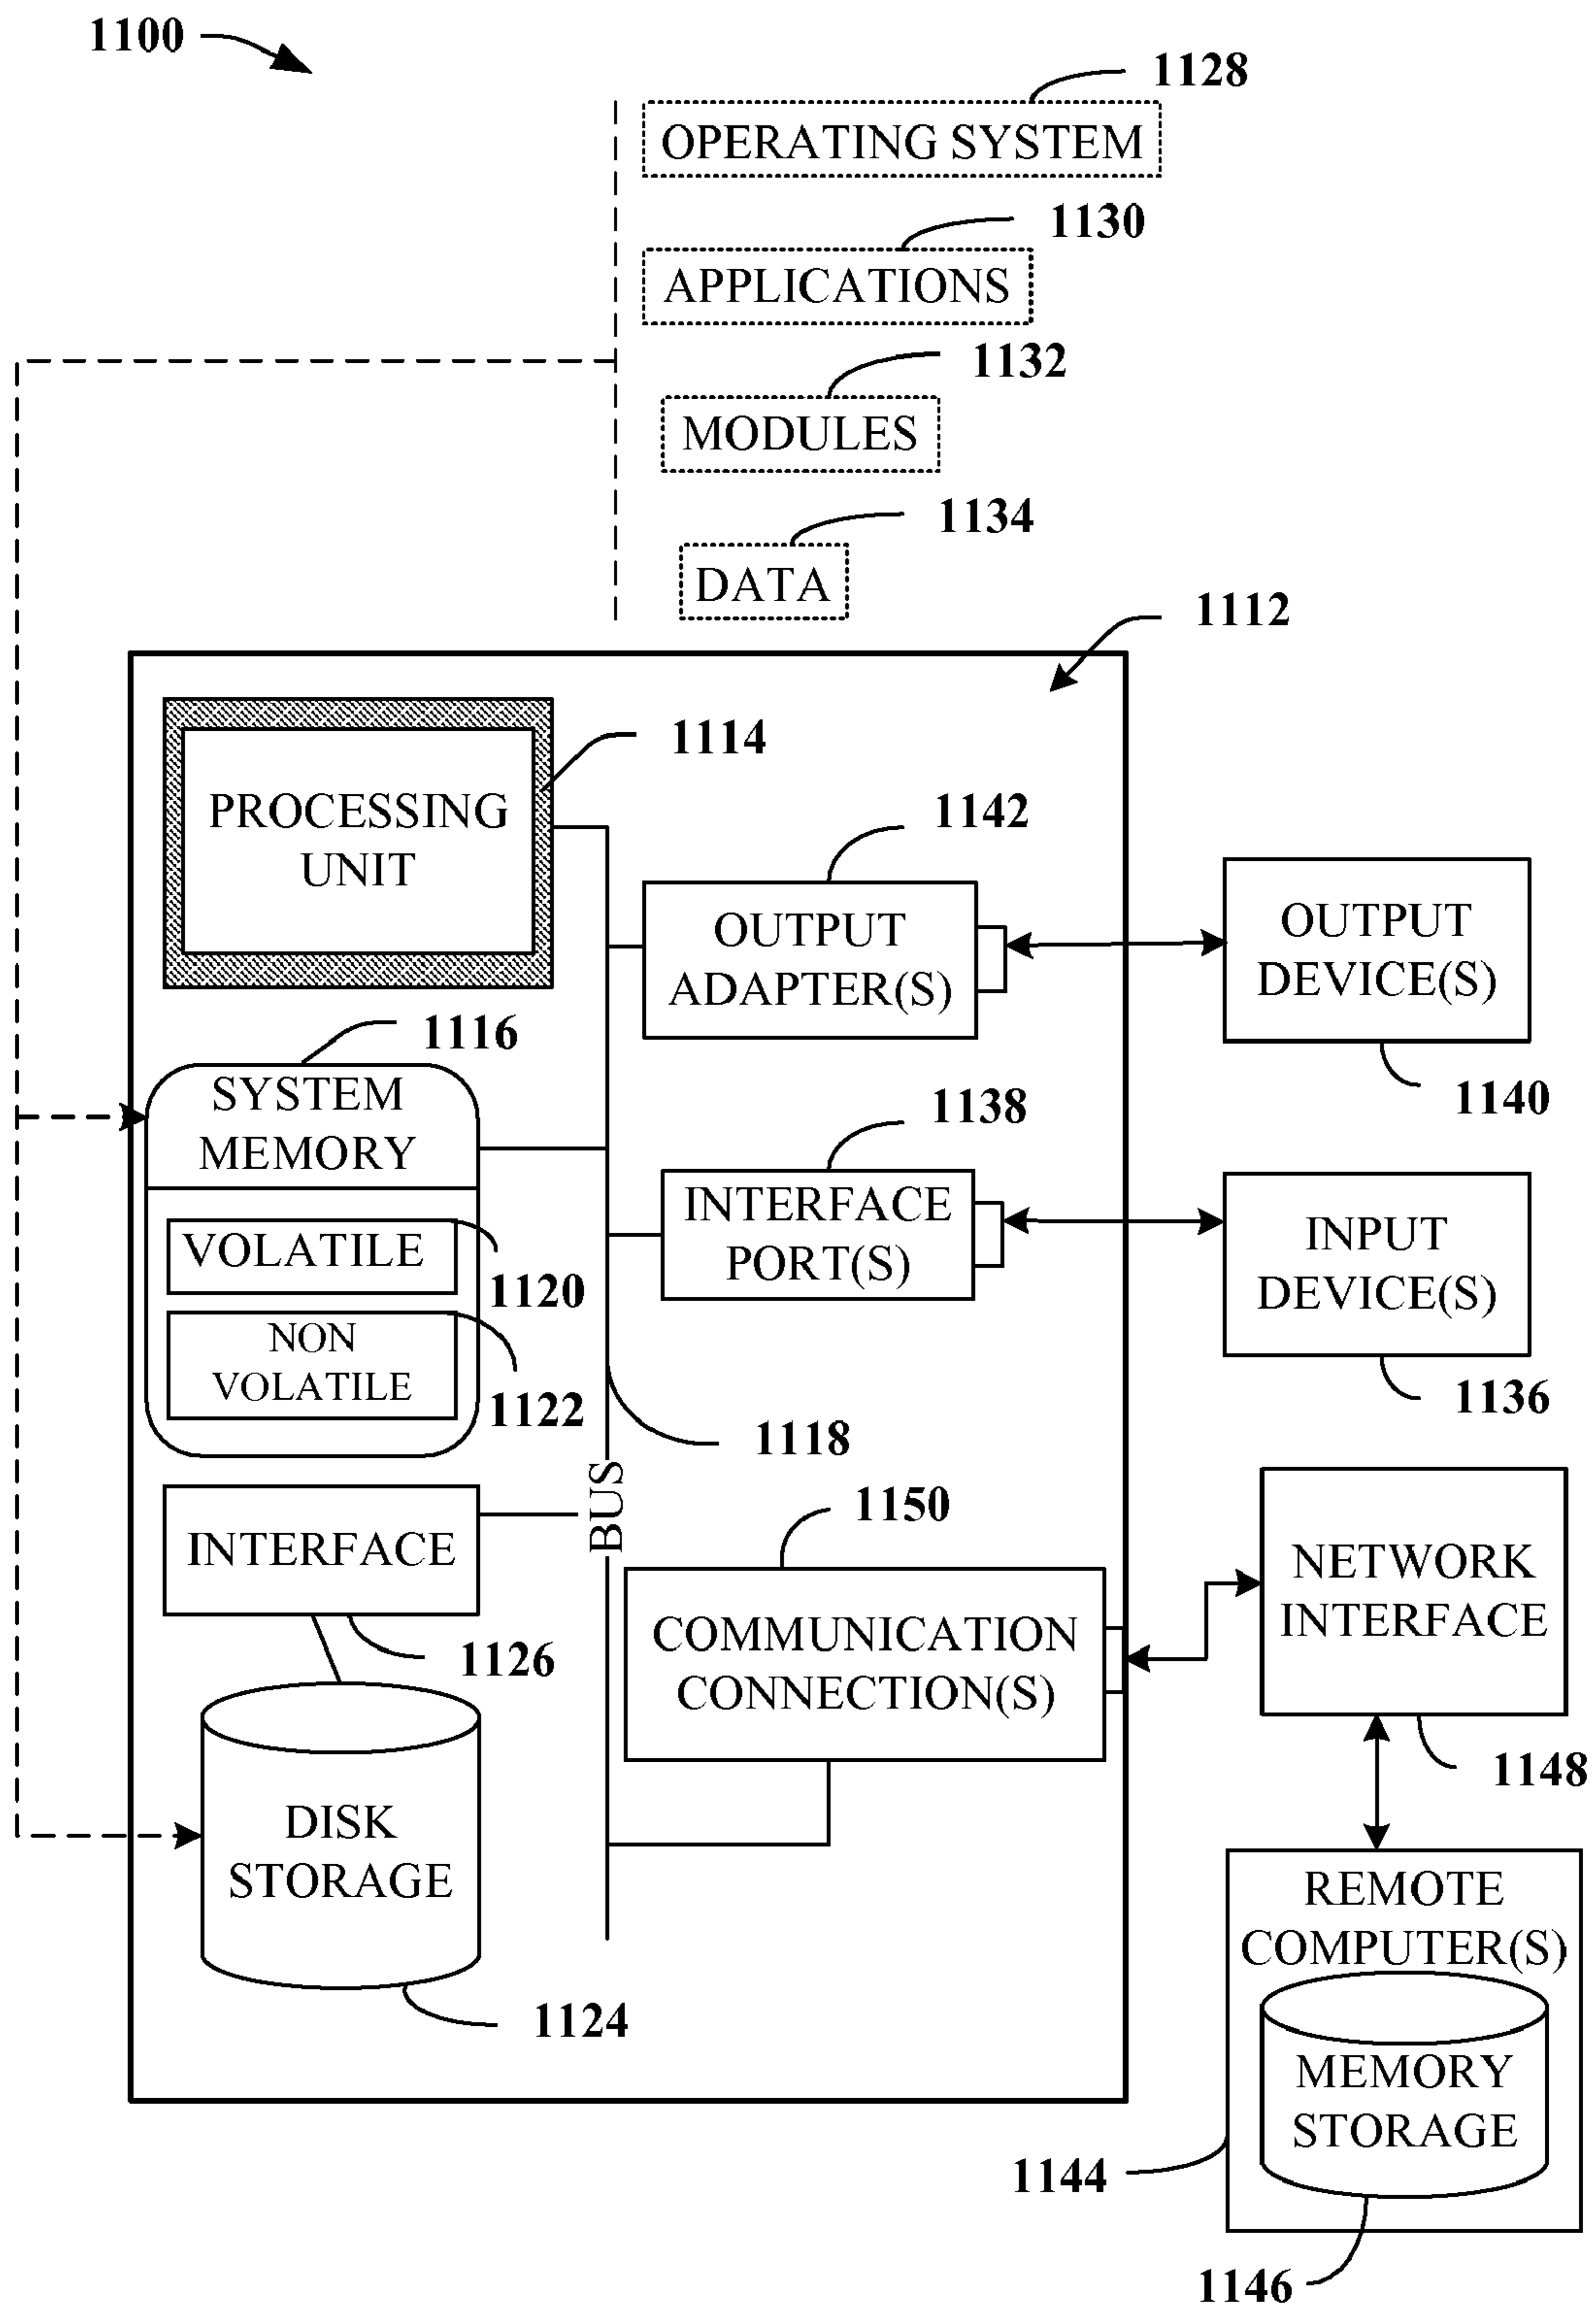 1100
1128
OPERATING SYSTEM
1130
APPLICATIONS
1132
MODULES
1134
DATA
1112
1114
PROCESSING
UNIT
1142
OUTPUT
ADAPTER(S)
OUTPUT
DEVICE(S)
1140
1116
SYSTEM
MEMORY
VOLATILE
1120
NON
VOLATILE
1122
1138
INTERFACE
PORT(S)
INPUT
DEVICE(S)
1136
1118
BUS
INTERFACE
1126
1150
COMMUNICATION
CONNECTION(S)
NETWORK
INTERFACE
1148
DISK
STORAGE
1124
REMOTE
COMPUTER(S)
MEMORY
STORAGE
1144
1146